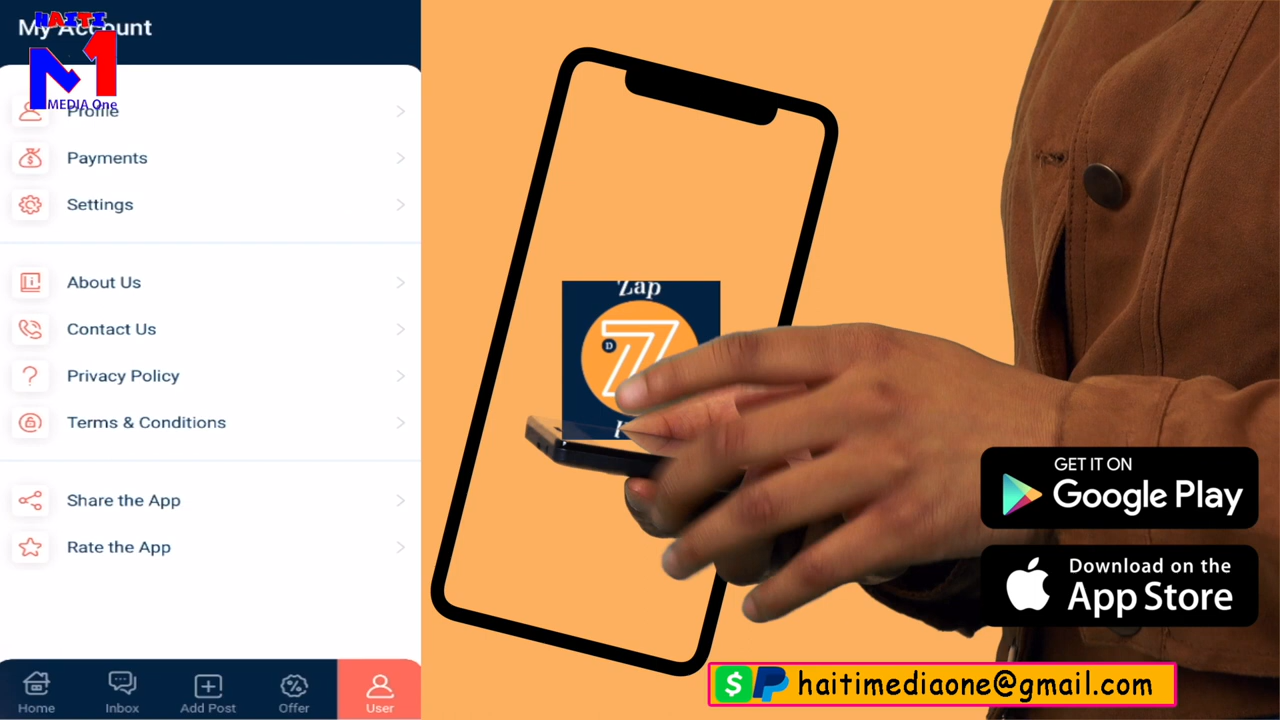 My Account
HAITI
M1
MEDIA One
Profile
Payments
Settings
About Us
Contact Us
Privacy Policy
Terms & Conditions
Share the App
Rate the App
Home
Inbox
Add Post
Offer
User
Zap
D
GET IT ON
Google Play
Download on the
App Store
$ haitimediaone@gmail.com